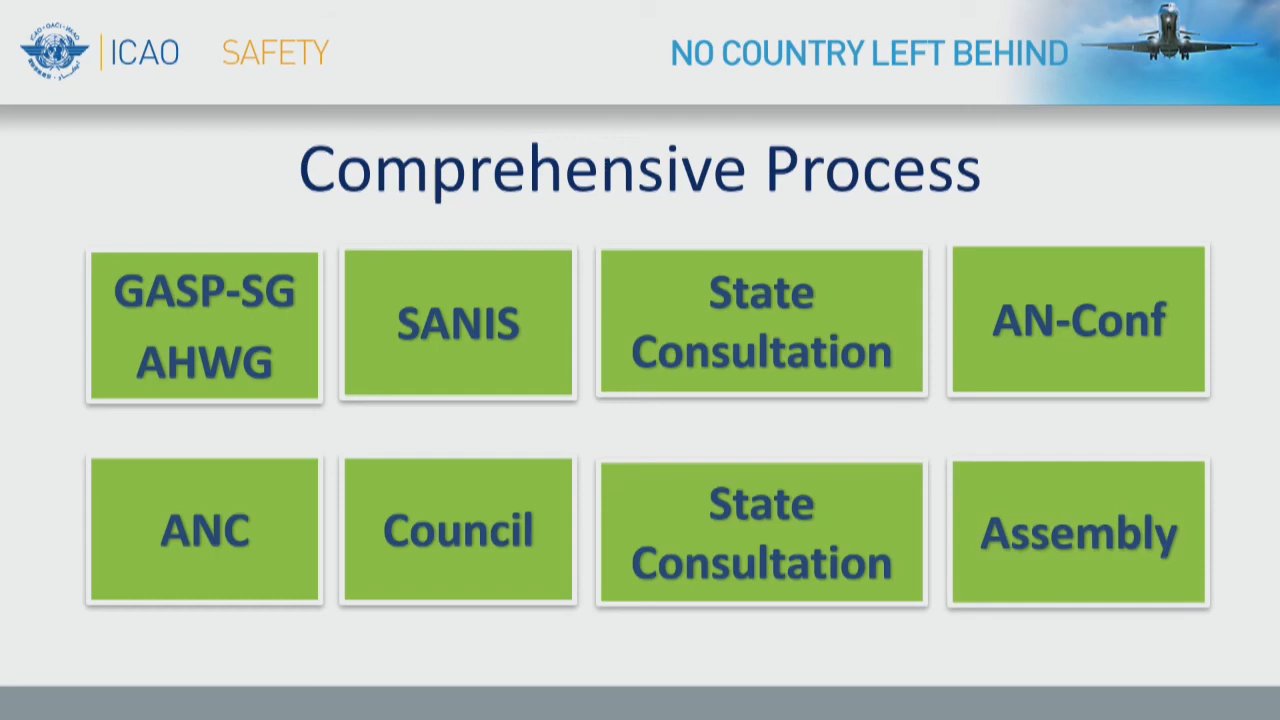 ICAO SAFETY
NO COUNTRY LEFT BEHIND
Comprehensive Process
GASP-SG
AHWG
SANIS
State
Consultation
AN-Conf
ANC
Council
State
Consultation
Assembly